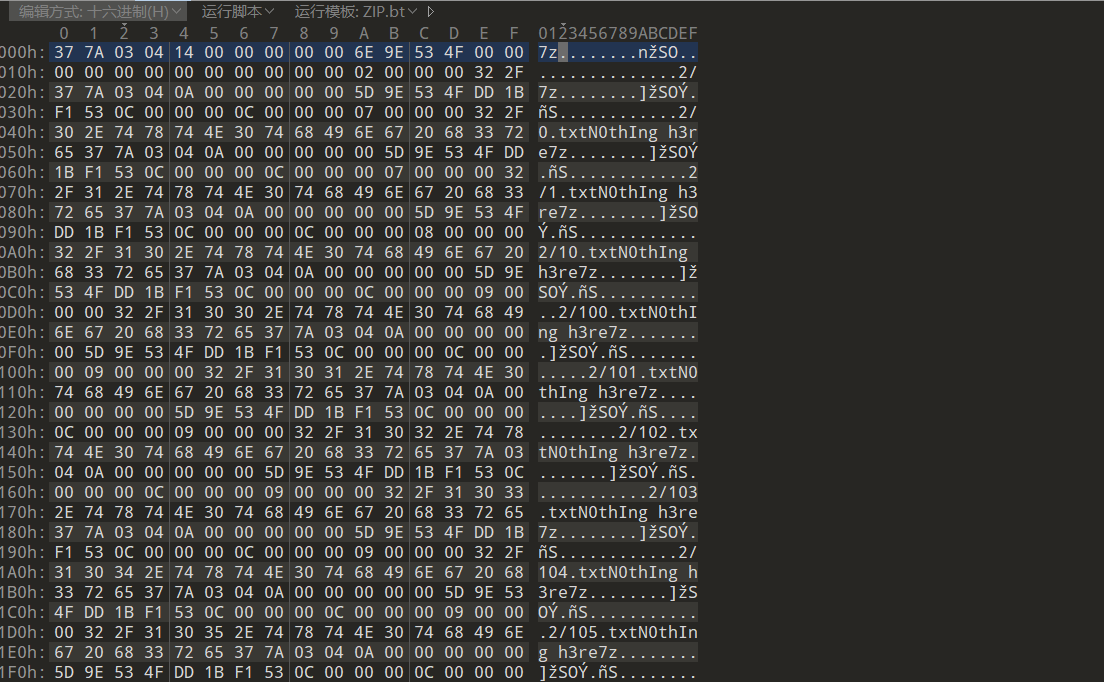 编辑方式: 十六进制(H) 运行脚本 运行模板: ZIP.bt
0 1 2 3 4 5 6 7 8 9 A B C D E F 0123456789ABCDEF
000h: 37 7A 03 04 14 00 00 00 00 00 6E 9E 53 4F 00 00 7z........nžSO..
010h: 00 00 00 00 00 00 00 00 00 00 02 00 00 00 32 2F ..............2/
020h: 37 7A 03 04 0A 00 00 00 00 00 5D 9E 53 4F DD 1B 7z........]žSOÝ.
030h: F1 53 0C 00 00 00 0C 00 00 00 07 00 00 00 32 2F ñS............2/
040h: 30 2E 74 78 74 4E 30 74 68 49 6E 67 20 68 33 72 0.txtN0thIng h3r
050h: 65 37 7A 03 04 0A 00 00 00 00 00 5D 9E 53 4F DD e7z........]žSOÝ
060h: 1B F1 53 0C 00 00 00 0C 00 00 00 07 00 00 00 32 .ñS............2
070h: 2F 31 2E 74 78 74 4E 30 74 68 49 6E 67 20 68 33 /1.txtN0thIng h3
080h: 72 65 37 7A 03 04 0A 00 00 00 00 00 5D 9E 53 4F re7z........]žSO
090h: DD 1B F1 53 0C 00 00 00 0C 00 00 00 08 00 00 00 Ý.ñS............
0A0h: 32 2F 31 30 2E 74 78 74 4E 30 74 68 49 6E 67 20 2/10.txtN0thIng
0B0h: 68 33 72 65 37 7A 03 04 0A 00 00 00 00 00 5D 9E h3re7z........]ž
0C0h: 53 4F DD 1B F1 53 0C 00 00 00 0C 00 00 00 09 00 SOÝ.ñS..........
0D0h: 00 00 32 2F 31 30 30 2E 74 78 74 4E 30 74 68 49 ..2/100.txtN0thI
0E0h: 6E 67 20 68 33 72 65 37 7A 03 04 0A 00 00 00 00 ng h3re7z.......
0F0h: 00 5D 9E 53 4F DD 1B F1 53 0C 00 00 00 0C 00 00 .]žSOÝ.ñS.......
100h: 00 09 00 00 00 32 2F 31 30 31 2E 74 78 74 4E 30 .....2/101.txtN0
110h: 74 68 49 6E 67 20 68 33 72 65 37 7A 03 04 0A 00 thIng h3re7z....
120h: 00 00 00 00 5D 9E 53 4F DD 1B F1 53 0C 00 00 00 ....]žSOÝ.ñS....
130h: 0C 00 00 00 09 00 00 00 32 2F 31 30 32 2E 74 78 ........2/102.tx
140h: 74 4E 30 74 68 49 6E 67 20 68 33 72 65 37 7A 03 tN0thIng h3re7z.
150h: 04 0A 00 00 00 00 00 5D 9E 53 4F DD 1B F1 53 0C .......]žSOÝ.ñS.
160h: 00 00 00 0C 00 00 00 09 00 00 00 32 2F 31 30 33 ...........2/103
170h: 2E 74 78 74 4E 30 74 68 49 6E 67 20 68 33 72 65 .txtN0thIng h3re
180h: 37 7A 03 04 0A 00 00 00 00 00 5D 9E 53 4F DD 1B 7z........]žSOÝ.
190h: F1 53 0C 00 00 00 0C 00 00 00 09 00 00 00 32 2F ñS............2/
1A0h: 31 30 34 2E 74 78 74 4E 30 74 68 49 6E 67 20 68 104.txtN0thIng h
1B0h: 33 72 65 37 7A 03 04 0A 00 00 00 00 00 5D 9E 53 3re7z........]žS
1C0h: 4F DD 1B F1 53 0C 00 00 00 0C 00 00 00 09 00 00 OÝ.ñS...........
1D0h: 00 32 2F 31 30 35 2E 74 78 74 4E 30 74 68 49 6E .2/105.txtN0thIn
1E0h: 67 20 68 33 72 65 37 7A 03 04 0A 00 00 00 00 00 g h3re7z........
1F0h: 5D 9E 53 4F DD 1B F1 53 0C 00 00 00 0C 00 00 00 ]žSOÝ.ñS........